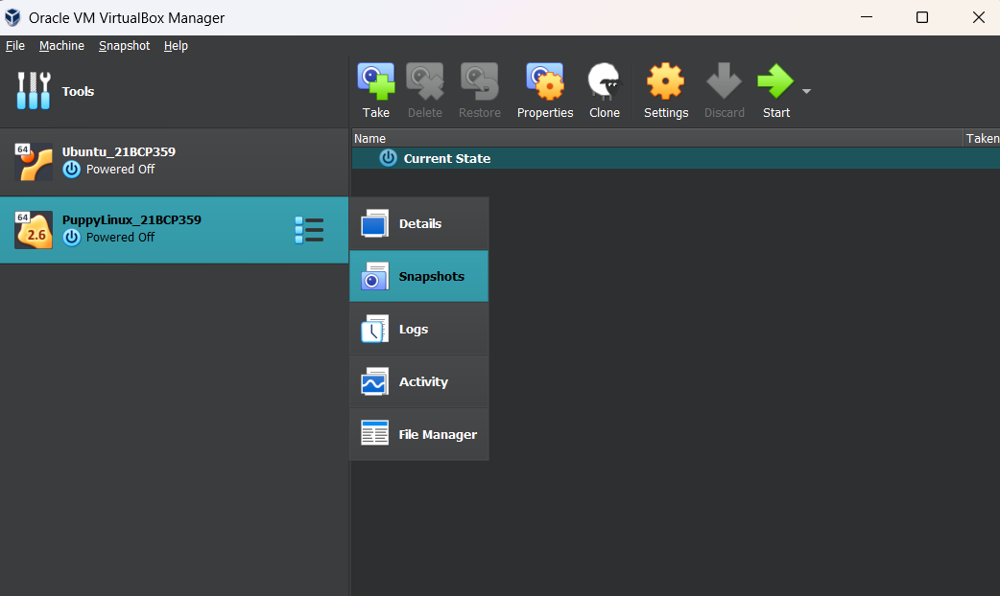 Oracle VM VirtualBox Manager
File Machine Snapshot Help
Tools
Take Delete Restore Properties Clone Settings Discard Start
Name Taken
Current State
64
Ubuntu_21BCP359
Powered Off
64
2.6
PuppyLinux_21BCP359
Powered Off
Details
Snapshots
Logs
Activity
File Manager